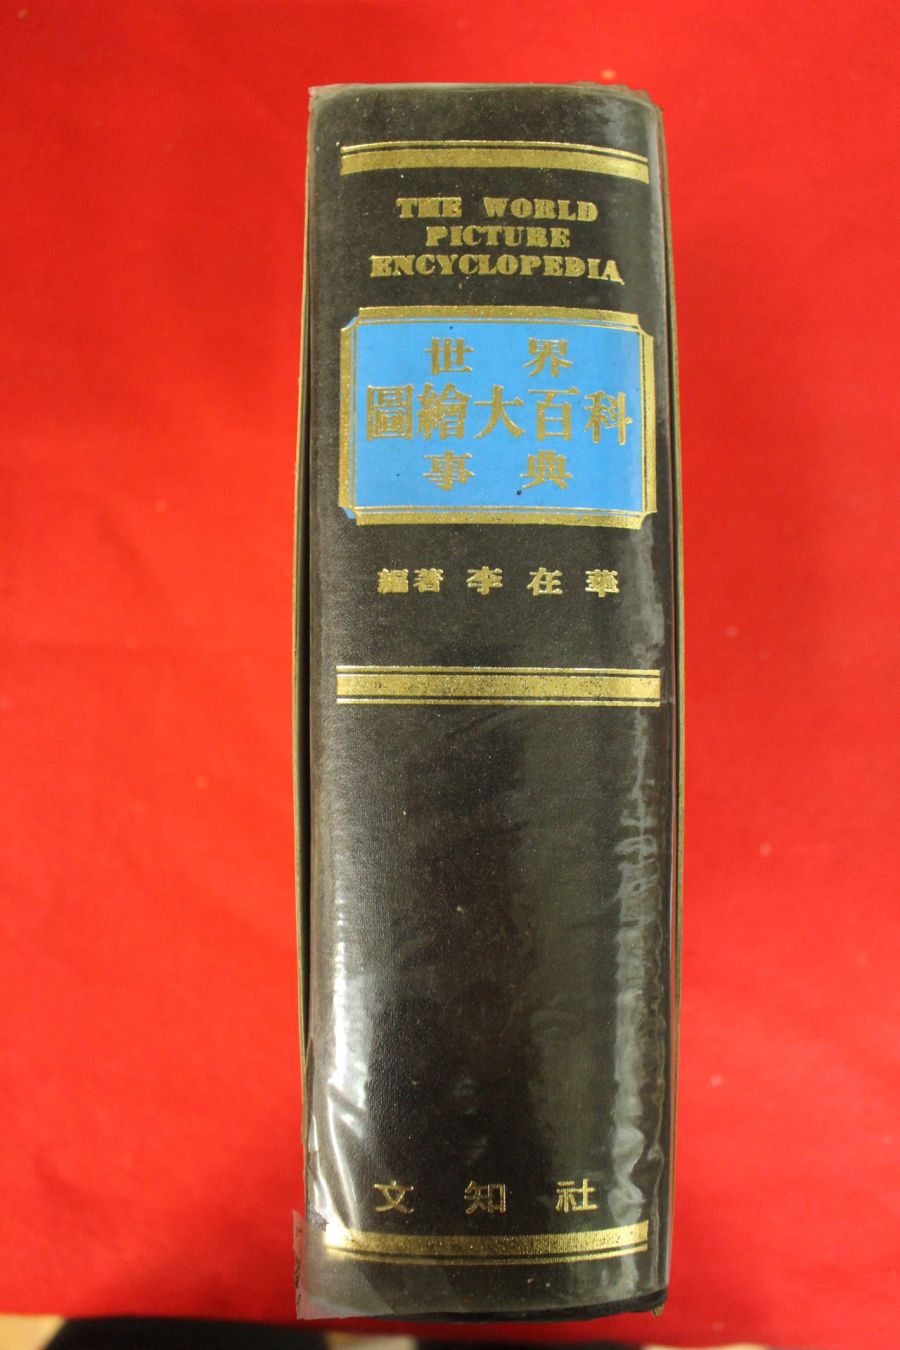 THE WORLD
PICTURE
ENCYCLOPEDIA
世界
圖繪大百科
事典
編著 李在華
文知社